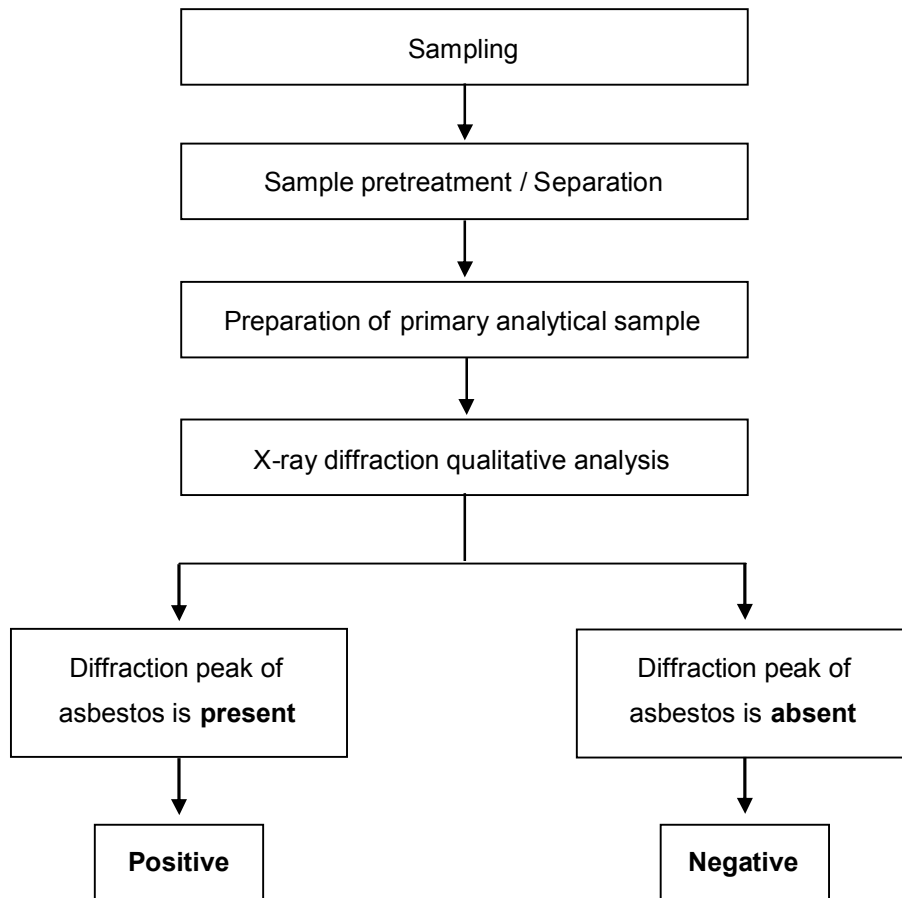 Sampling
Sample pretreatment / Separation
Preparation of primary analytical sample
X-ray diffraction qualitative analysis
Diffraction peak of
asbestos is present
Diffraction peak of
asbestos is absent
Positive
Negative